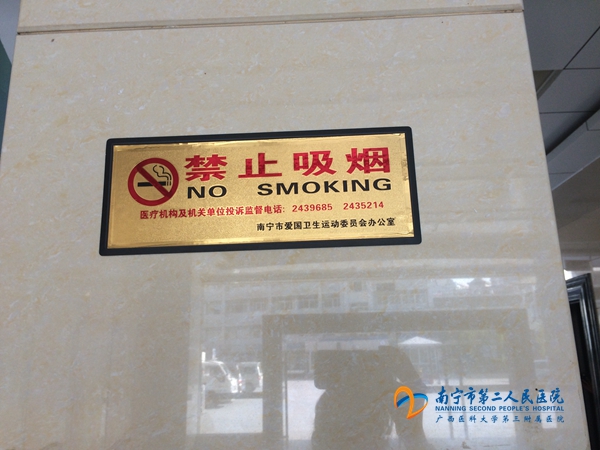 禁止吸烟
NO SMOKING
医疗机构及机关单位投诉监督电话: 2439685 2435214
南宁市爱国卫生运动委员会办公室
南宁市第二人民医院
NANNING SECOND PEOPLE'S HOSPITAL
广西医科大学第三附属医院